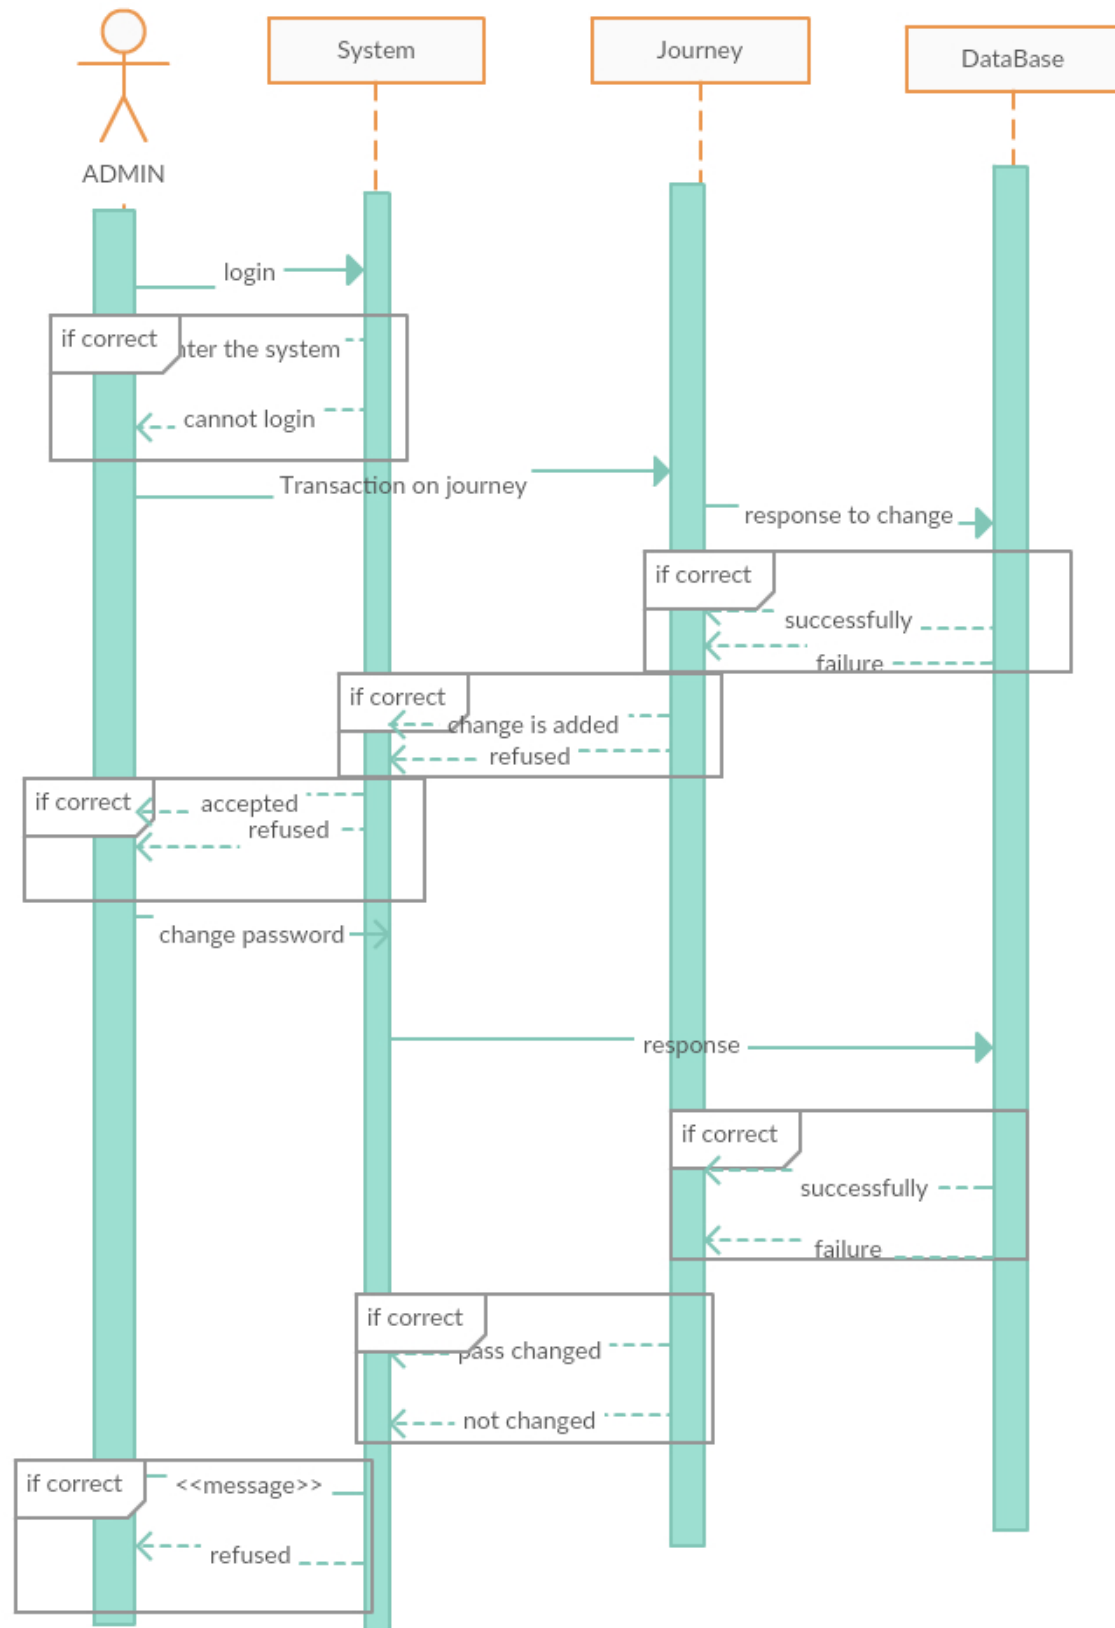 System
Journey
DataBase
ADMIN
login
if correct
nter the system
cannot login
Transaction on journey
response to change
if correct
successfully
failure
if correct
change is added
refused
if correct
accepted
refused
change password
response
if correct
successfully
failure
if correct
pass changed
not changed
if correct
<<message>>
refused